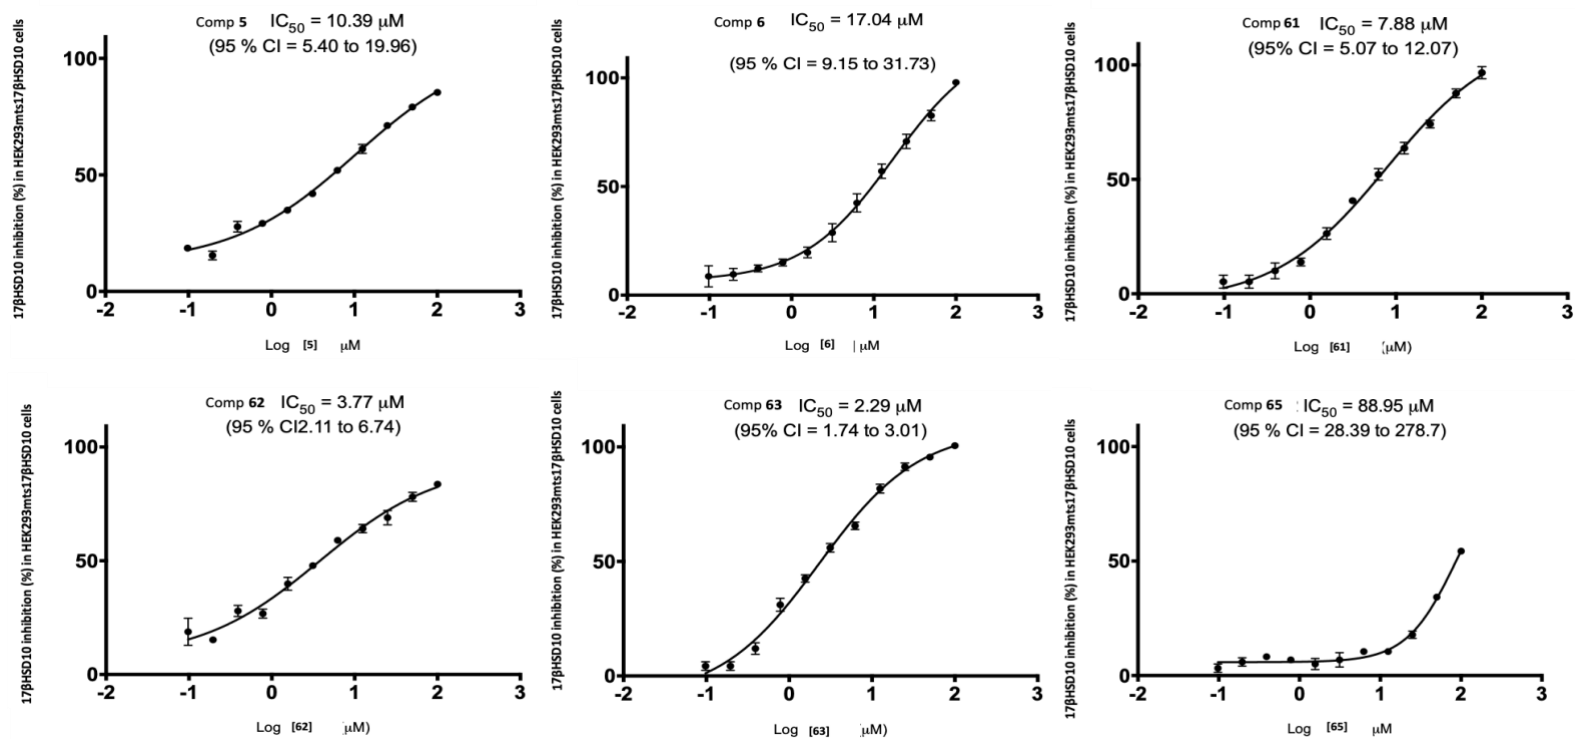 Comp 5 IC50 = 10.39 μM
(95 % CI = 5.40 to 19.96)
17βHSD10 inhibition (%) in HEK293mts17βHSD10 cells
100
50
0
-2 -1 0 1 2 3
Log [5] μM
Comp 6 IC50 = 17.04 μM
(95 % CI = 9.15 to 31.73)
17βHSD10 inhibition (%) in HEK293mts17βHSD10 cells
100
50
0
-2 -1 0 1 2 3
Log [6] | μM
Comp 61 IC50 = 7.88 μM
(95% CI = 5.07 to 12.07)
17βHSD10 inhibition (%) in HEK293mts17βHSD10 cells
100
50
0
-2 -1 0 1 2 3
Log [61] (μM)
Comp 62 IC50 = 3.77 μM
(95 % CI2.11 to 6.74)
17βHSD10 inhibition (%) in HEK293mts17βHSD10 cells
100
50
0
-2 -1 0 1 2 3
Log [62] μM)
Comp 63 IC50 = 2.29 μM
(95% CI = 1.74 to 3.01)
17βHSD10 inhibition (%) in HEK293mts17βHSD10 cells
100
50
0
-2 -1 0 1 2 3
Log [63] (μM)
Comp 65 : IC50 = 88.95 μM
(95 % CI = 28.39 to 278.7)
17βHSD10 inhibition (%) in HEK293mts17βHSD10 cells
100
50
0
-2 -1 0 1 2 3
Log [65] μM